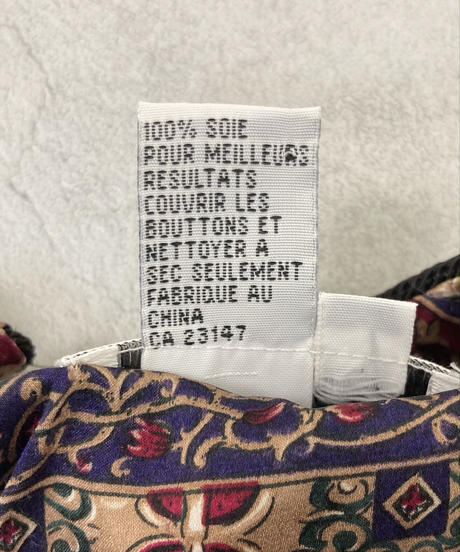 100% SOIE
POUR MEILLEURS
RESULTATS
COUVRIR LES
BOUTTONS ET
NETTOYER A
SEC SEULEMENT
FABRIQUE AU
CHINA
CA 23147